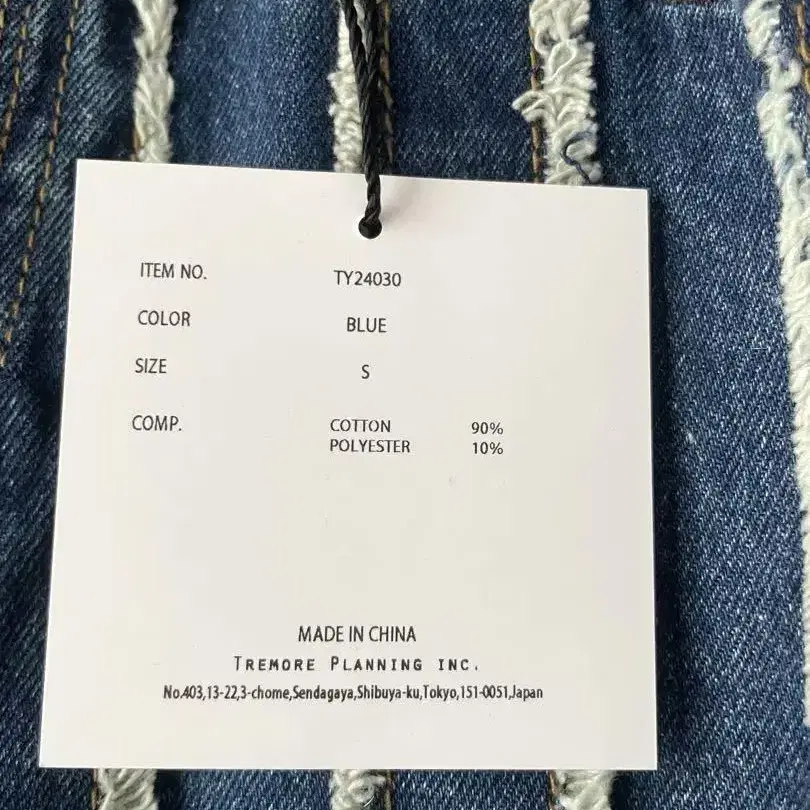 ITEM NO. TY24030
COLOR BLUE
SIZE S
COMP. COTTON 90%
POLYESTER 10%
MADE IN CHINA
TREMORE PLANNING INC.
No.403,13-22,3-chome,Sendagaya,Shibuya-ku,Tokyo,151-0051,Japan